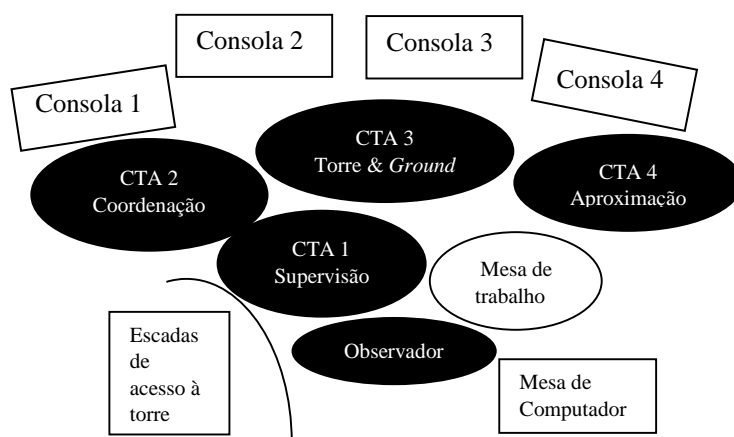 Consola 1
Consola 2
Consola 3
Consola 4
CTA 2
Coordenação
CTA 3
Torre & Ground
CTA 4
Aproximação
CTA 1
Supervisão
Mesa de
trabalho
Escadas
de
acesso à
torre
Observador
Mesa de
Computador